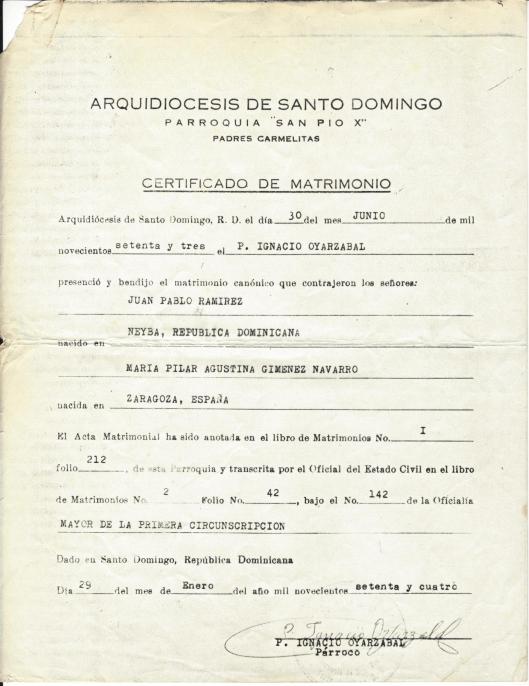 ARQUIDIOCESIS DE SANTO DOMINGO
PARROQUIA "SAN PIO X"
PADRES CARMELITAS
CERTIFICADO DE MATRIMONIO
Arquidiócesis de Santo Domingo, R. D. el día 30 del mes JUNIO de mil
novecientos setenta y tres el P. IGNACIO OYARZABAL
presenció y bendijo el matrimonio canónico que contrajeron los señores:
JUAN PABLO RAMIREZ
nacido en NEYBA, REPUBLICA DOMINICANA
MARIA PILAR AGUSTINA GIMENEZ NAVARRO
nacida en ZARAGOZA, ESPAÑA
El Acta Matrimonial ha sido anotada en el libro de Matrimonios No. I
folio 212, de esta Parroquia y transcrita por el Oficial del Estado Civil en el libro
de Matrimonios No. 2 Folio No. 42, bajo el No. 142 de la Oficialía
MAYOR DE LA PRIMERA CIRCUNSCRIPCION
Dado en Santo Domingo, República Dominicana
Día 29 del mes de Enero del año mil novecientos setenta y cuatro
P. Ignacio Oyarzabal
P. IGNACIO OYARZABAL
Párroco